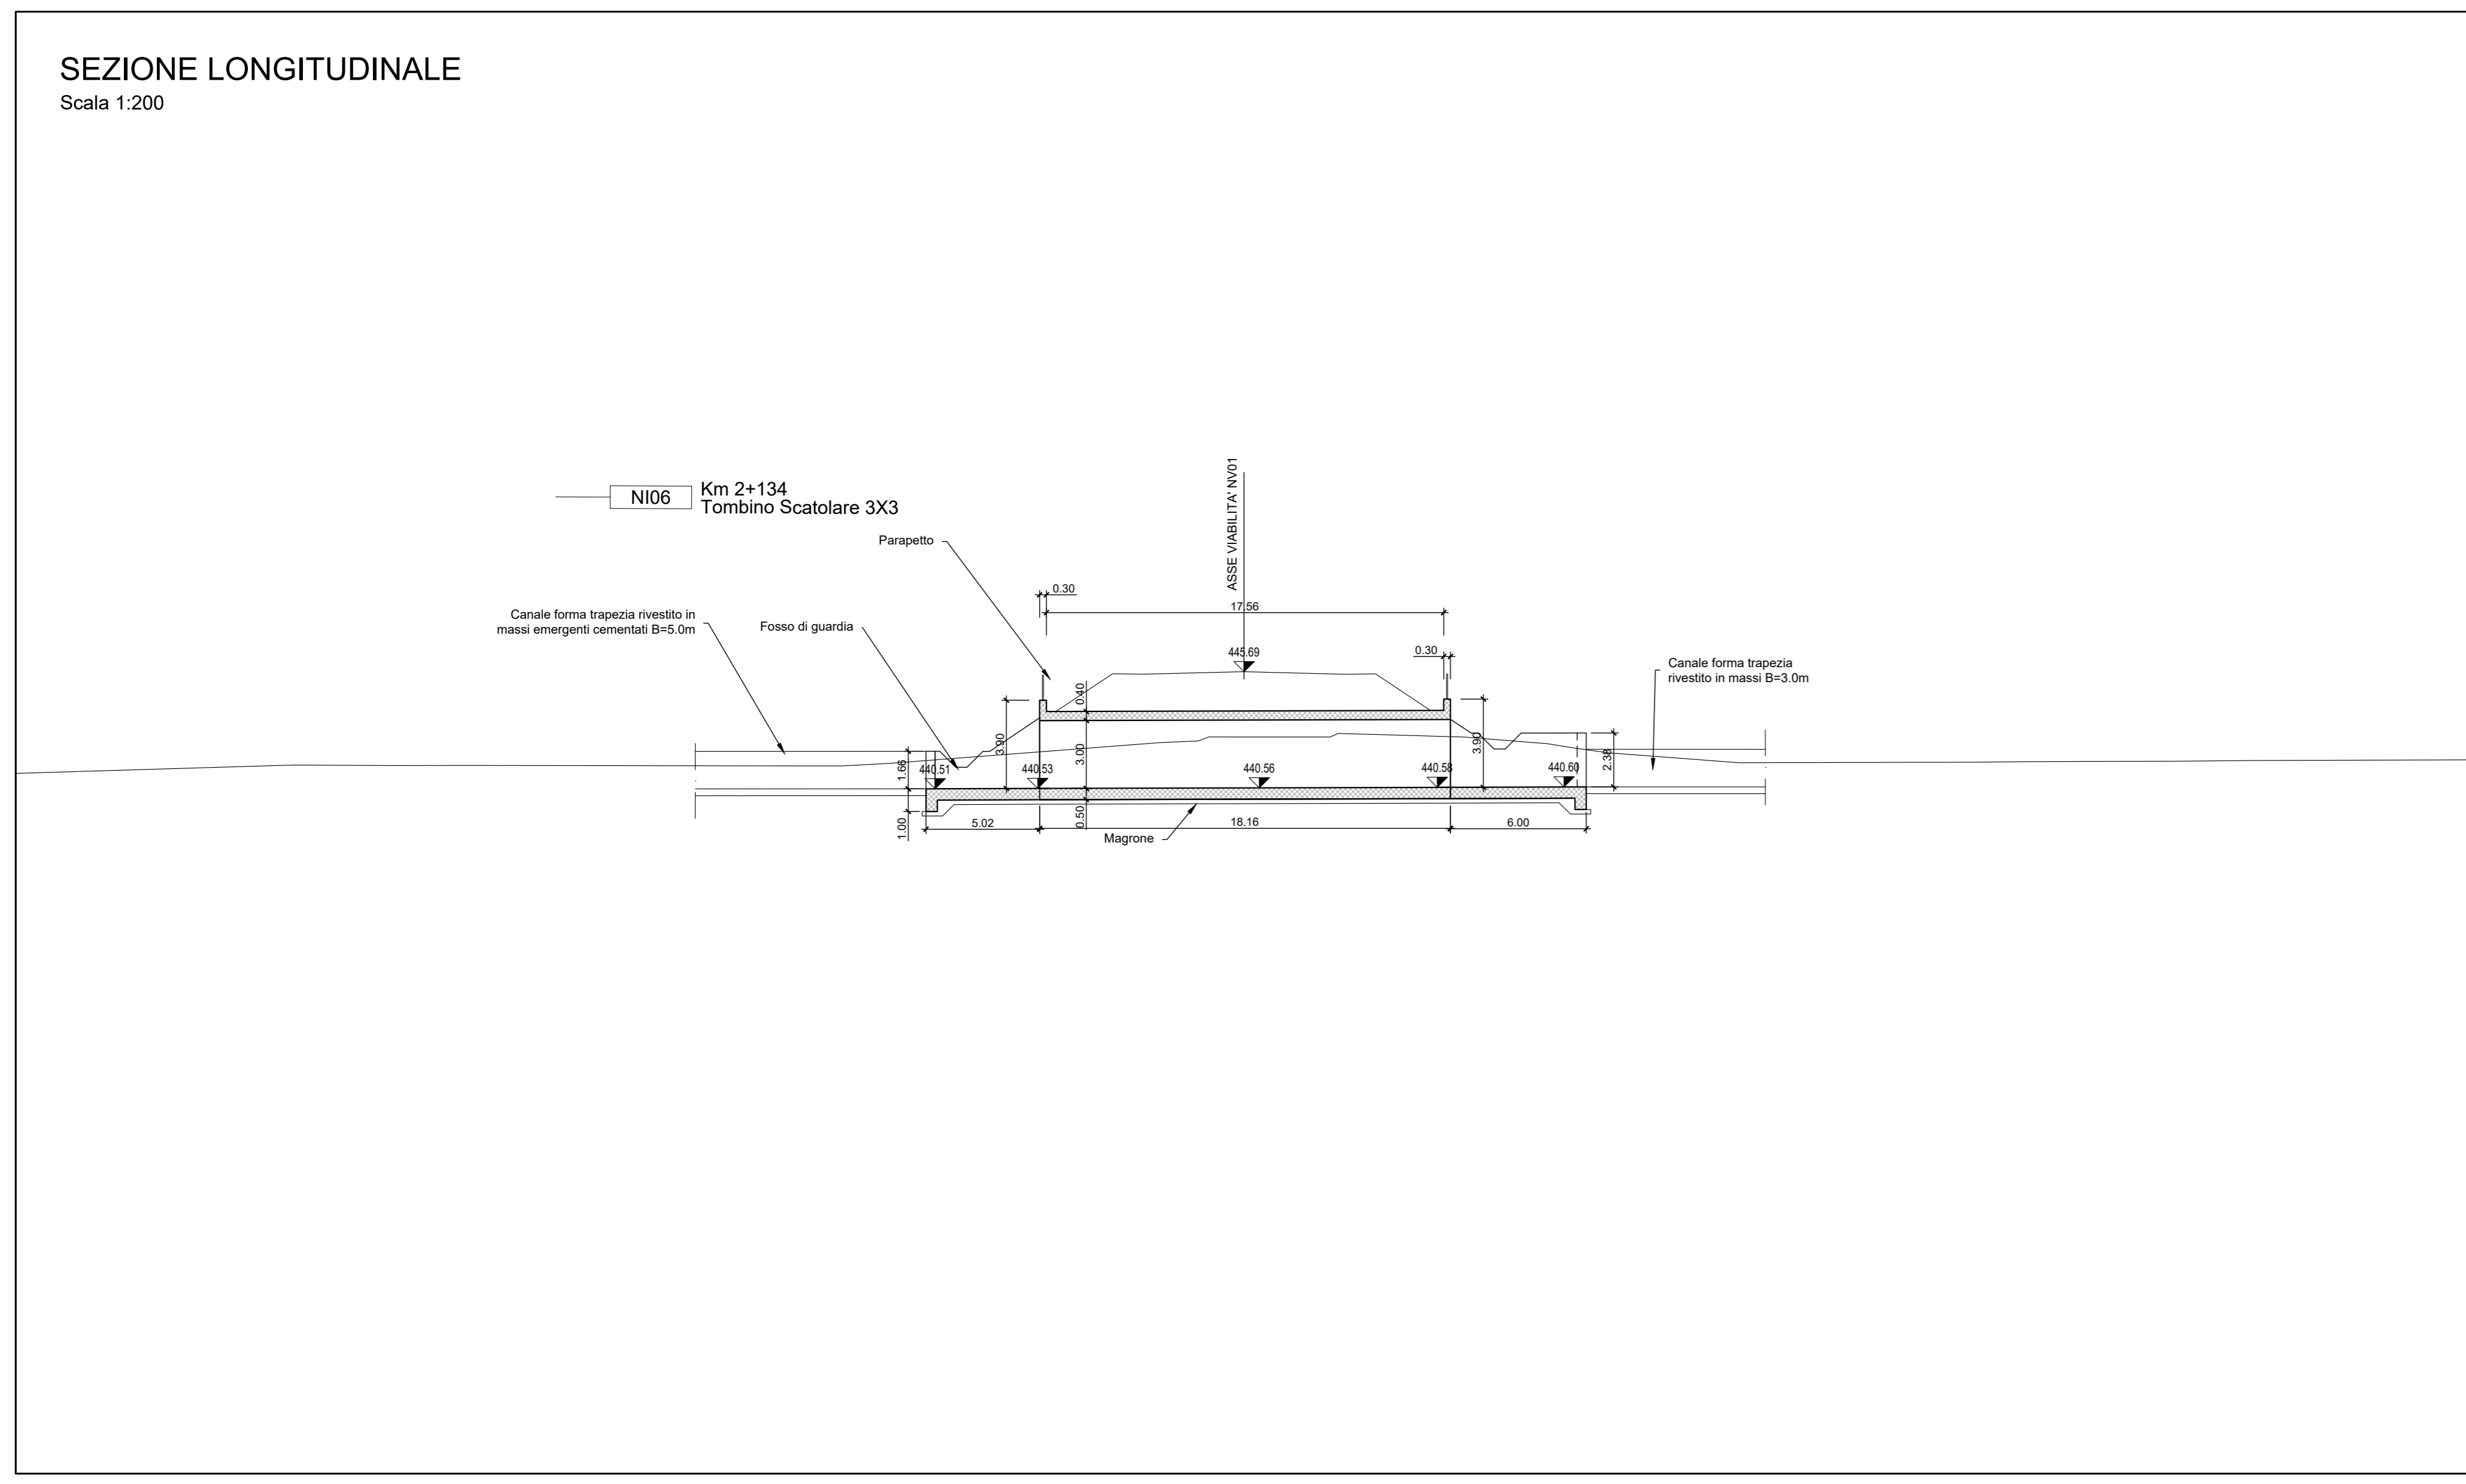 SEZIONE LONGITUDINALE
Scala 1:200
NI06
Km 2+134
Tombino Scatolare 3X3
Parapetto
ASSE VIABILITA' NV01
0.30
17.56
Canale forma trapezia rivestito in
massi emergenti cementati B=5.0m
Fosso di guardia
445.69
0.30
Canale forma trapezia
rivestito in massi B=3.0m
0.40
3.90
3.00
3.90
2.38
1.66
440.51
440.53
440.56
440.58
440.60
1.00
5.02
0.50
18.16
6.00
Magrone